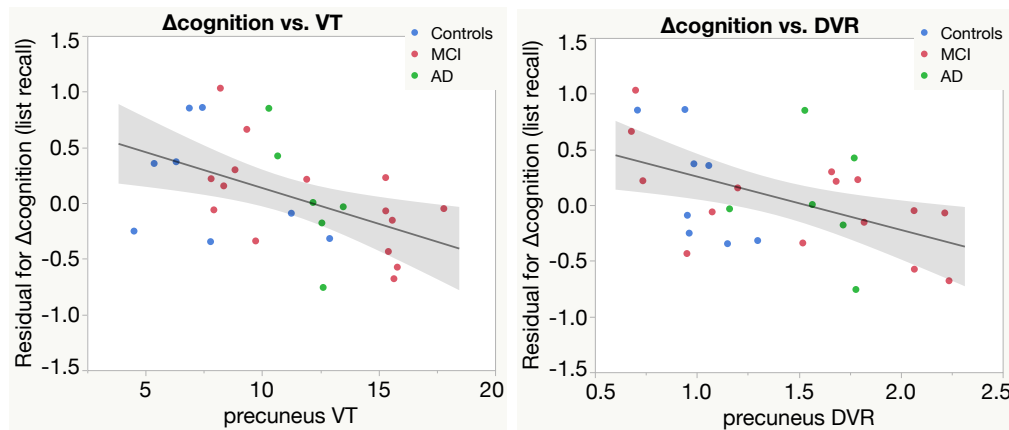 Δcognition vs. VT
Controls
MCI
AD
Residual for Δcognition (list recall)
1.5
1.0
0.5
0.0
-0.5
-1.0
-1.5
5
10
15
20
precuneus VT
Δcognition vs. DVR
Controls
MCI
AD
Residual for Δcognition (list recall)
1.5
1.0
0.5
0.0
-0.5
-1.0
-1.5
0.5
1.0
1.5
2.0
2.5
precuneus DVR